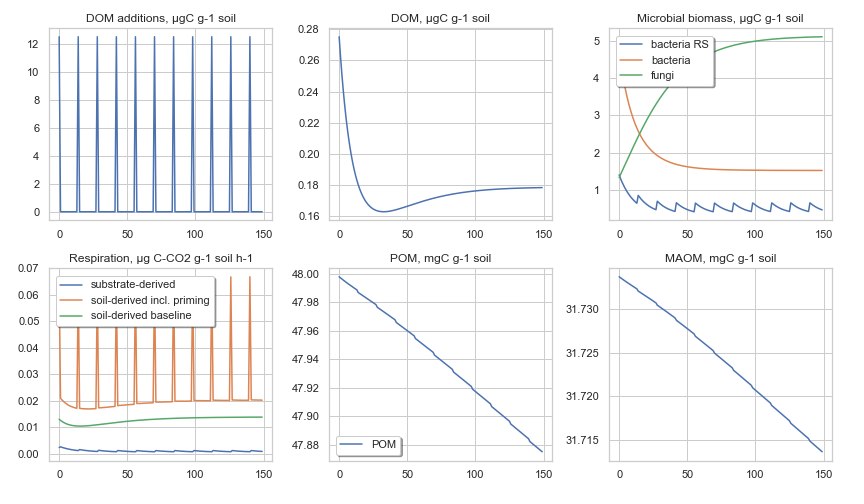 DOM additions, µgC g-1 soil
12
10
8
6
4
2
0
0 50 100 150
DOM, µgC g-1 soil
0.28
0.26
0.24
0.22
0.20
0.18
0.16
0 50 100 150
Microbial biomass, µgC g-1 soil
bacteria RS
bacteria
fungi
5
4
3
2
1
0 50 100 150
Respiration, µg C-CO2 g-1 soil h-1
substrate-derived
soil-derived incl. priming
soil-derived baseline
0.07
0.06
0.05
0.04
0.03
0.02
0.01
0.00
0 50 100 150
POM, mgC g-1 soil
48.00
47.98
47.96
47.94
47.92
47.90
47.88
POM
0 50 100 150
MAOM, mgC g-1 soil
31.730
31.725
31.720
31.715
0 50 100 150